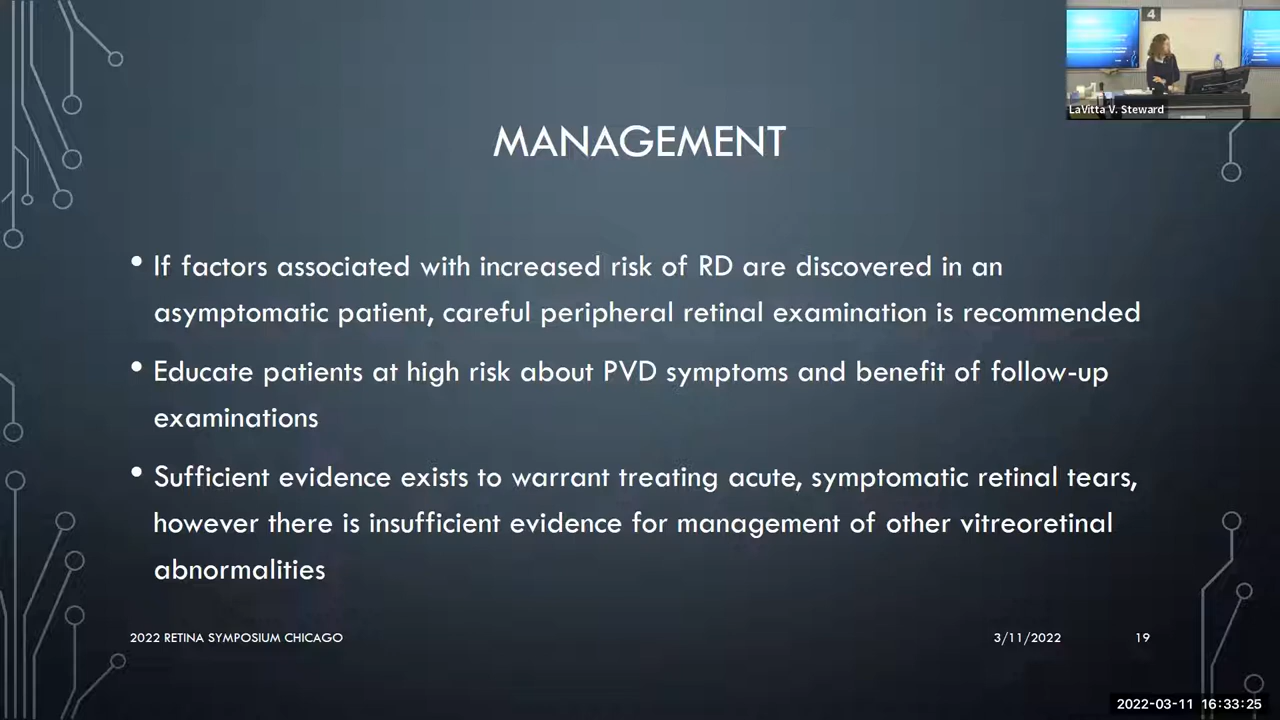 4
LaVitta V. Steward
MANAGEMENT
• If factors associated with increased risk of RD are discovered in an
asymptomatic patient, careful peripheral retinal examination is recommended
• Educate patients at high risk about PVD symptoms and benefit of follow-up
examinations
• Sufficient evidence exists to warrant treating acute, symptomatic retinal tears,
however there is insufficient evidence for management of other vitreoretinal
abnormalities
2022 RETINA SYMPOSIUM CHICAGO
3/11/2022
19
2022-03-11 16:33:25